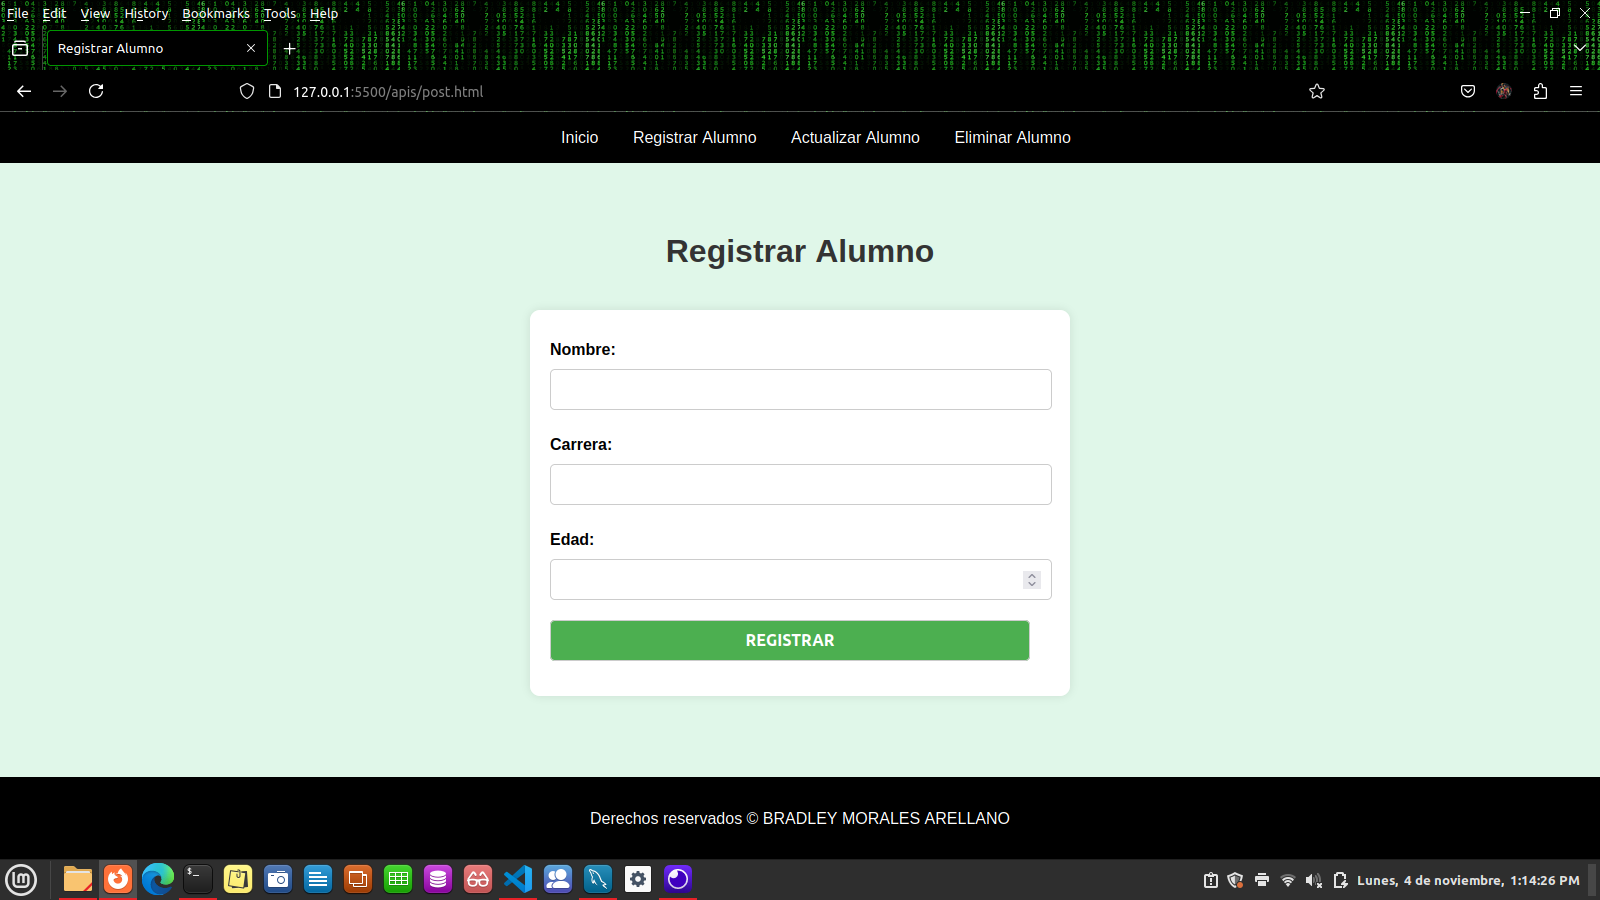 File Edit View History Bookmarks Tools Help
Registrar Alumno
127.0.0.1:5500/apis/post.html
Inicio Registrar Alumno Actualizar Alumno Eliminar Alumno
Registrar Alumno
Nombre:
Carrera:
Edad:
REGISTRAR
Derechos reservados © BRADLEY MORALES ARELLANO
Lunes, 4 de noviembre, 1:14:26 PM